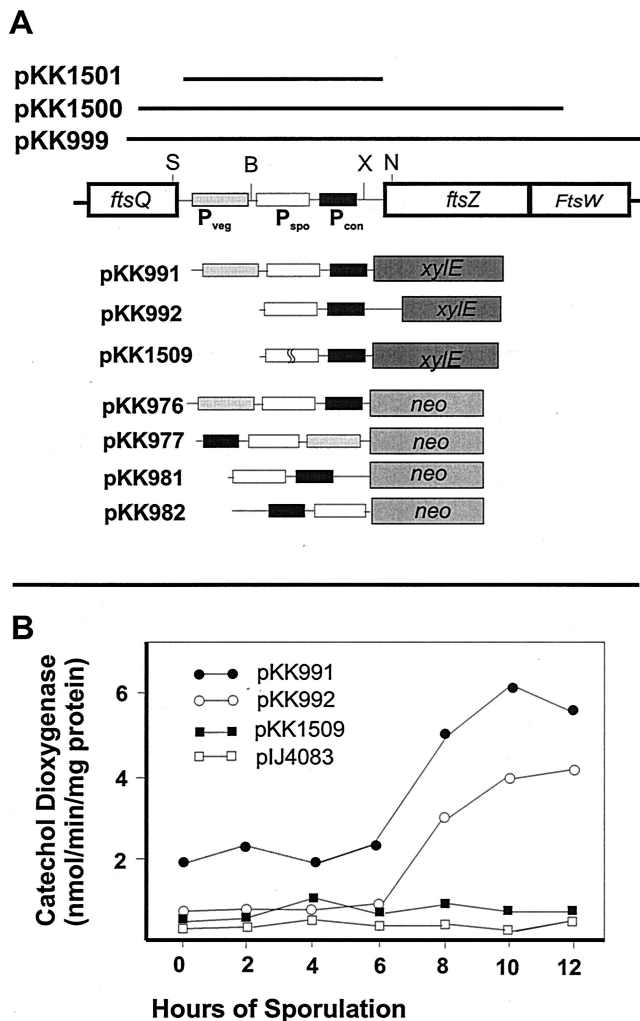 A
pKK1501
pKK1500
pKK999
S B X N
ftsQ ftsZ FtsW
Pveg Pspo Pcon
pKK991 xylE
pKK992 xylE
pKK1509 xylE
pKK976 neo
pKK977 neo
pKK981 neo
pKK982 neo
B
Catechol Dioxygenase
(nmol/min/mg protein)
6
4
2
pKK991
pKK992
pKK1509
pIJ4083
0 2 4 6 8 10 12
Hours of Sporulation